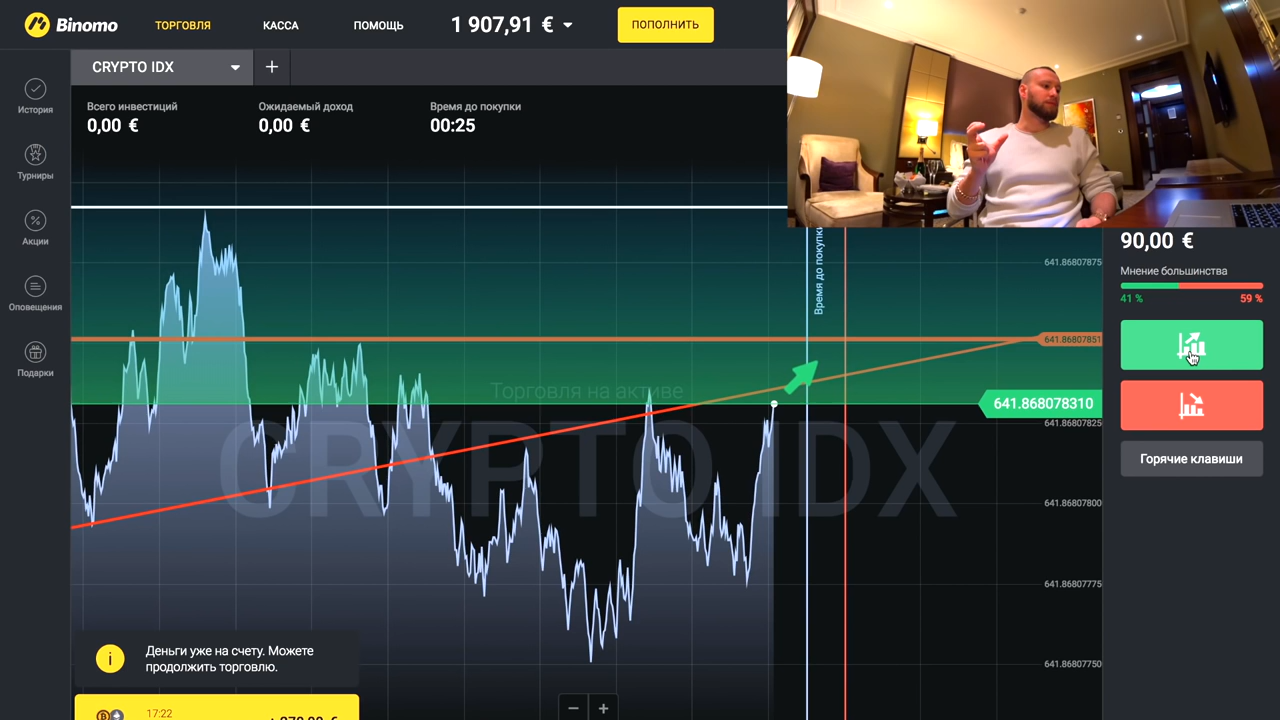 Binomo
ТОРГОВЛЯ
КАССА
ПОМОЩЬ
1 907,91 €
ПОПОЛНИТЬ
CRYPTO IDX
+
История
Турниры
Акции
Оповещения
Подарки
Всего инвестиций
0,00 €
Ожидаемый доход
0,00 €
Время до покупки
00:25
Время до покупки
Торговля на активе
CRYPTO IDX
641.86807875
641.868078310
641.86807825
641.86807800
641.86807775
641.86807750
90,00 €
Мнение большинства
41 %
59 %
Горячие клавиши
i
Деньги уже на счету. Можете
продолжить торговлю.
17:22
− +